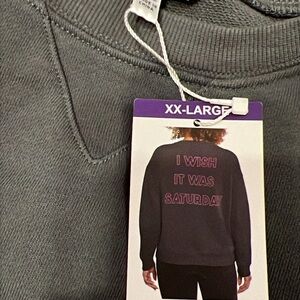 XX-LARGE
I WISH
IT WAS
SATURDAY